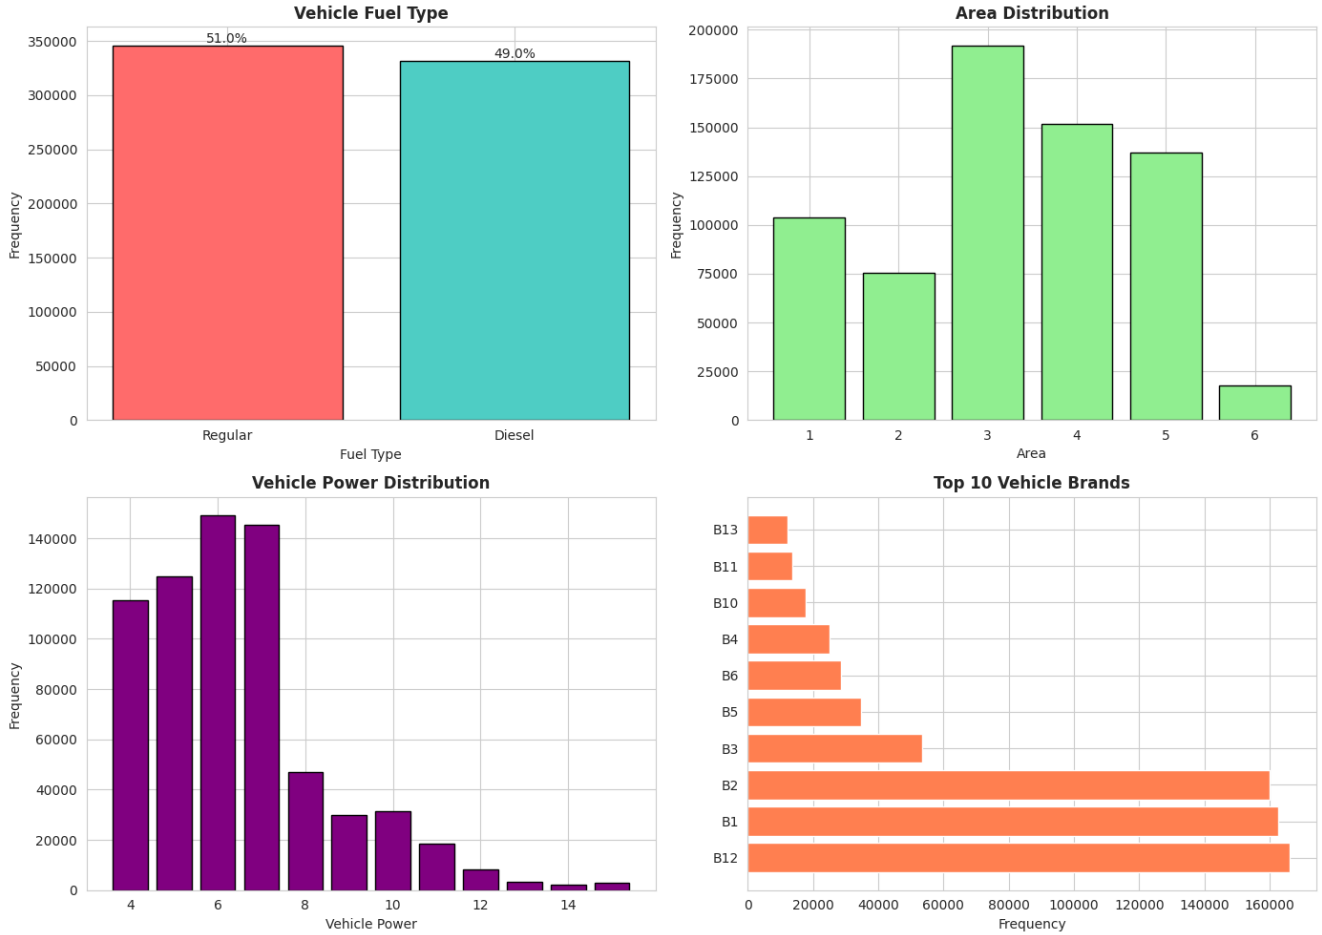 Vehicle Fuel Type
350000
300000
250000
200000
150000
100000
50000
0
51.0%
49.0%
Regular
Diesel
Fuel Type
Frequency
Area Distribution
200000
175000
150000
125000
100000
75000
50000
25000
0
1
2
3
4
5
6
Area
Frequency
Vehicle Power Distribution
140000
120000
100000
80000
60000
40000
20000
0
4
6
8
10
12
14
Vehicle Power
Frequency
Top 10 Vehicle Brands
B13
B11
B10
B4
B6
B5
B3
B2
B1
B12
0
20000
40000
60000
80000
100000
120000
140000
160000
Frequency